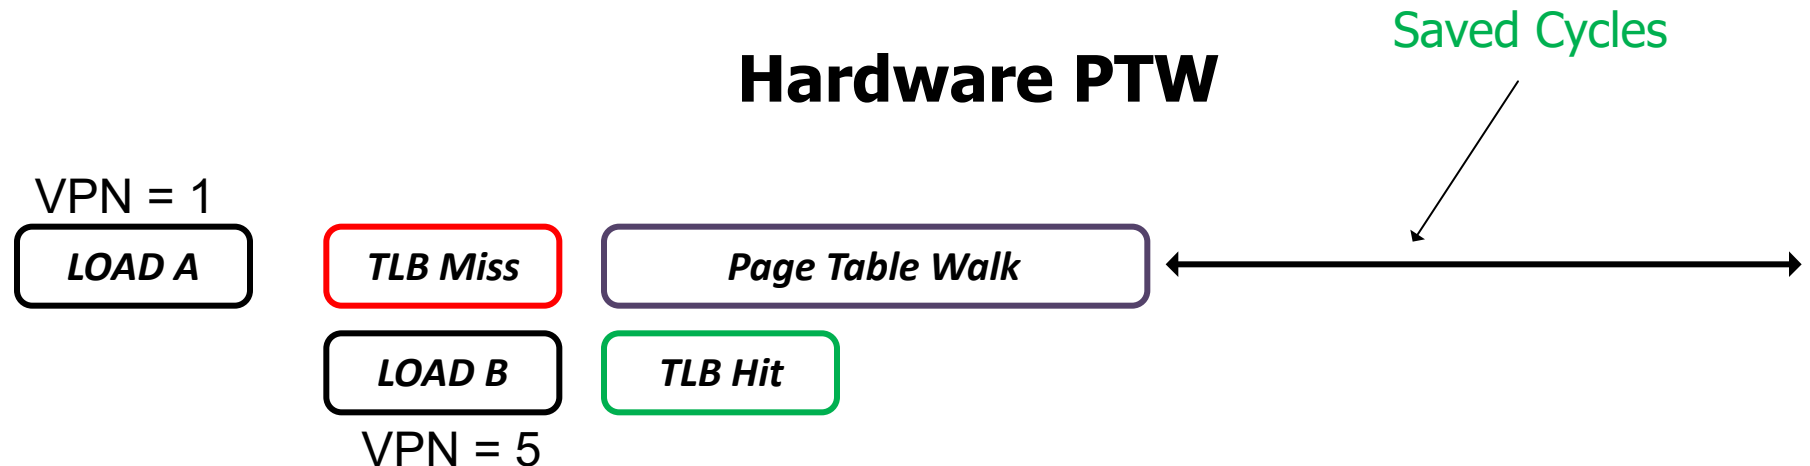 Saved Cycles
Hardware PTW
VPN = 1
LOAD A
TLB Miss
Page Table Walk
LOAD B
TLB Hit
VPN = 5